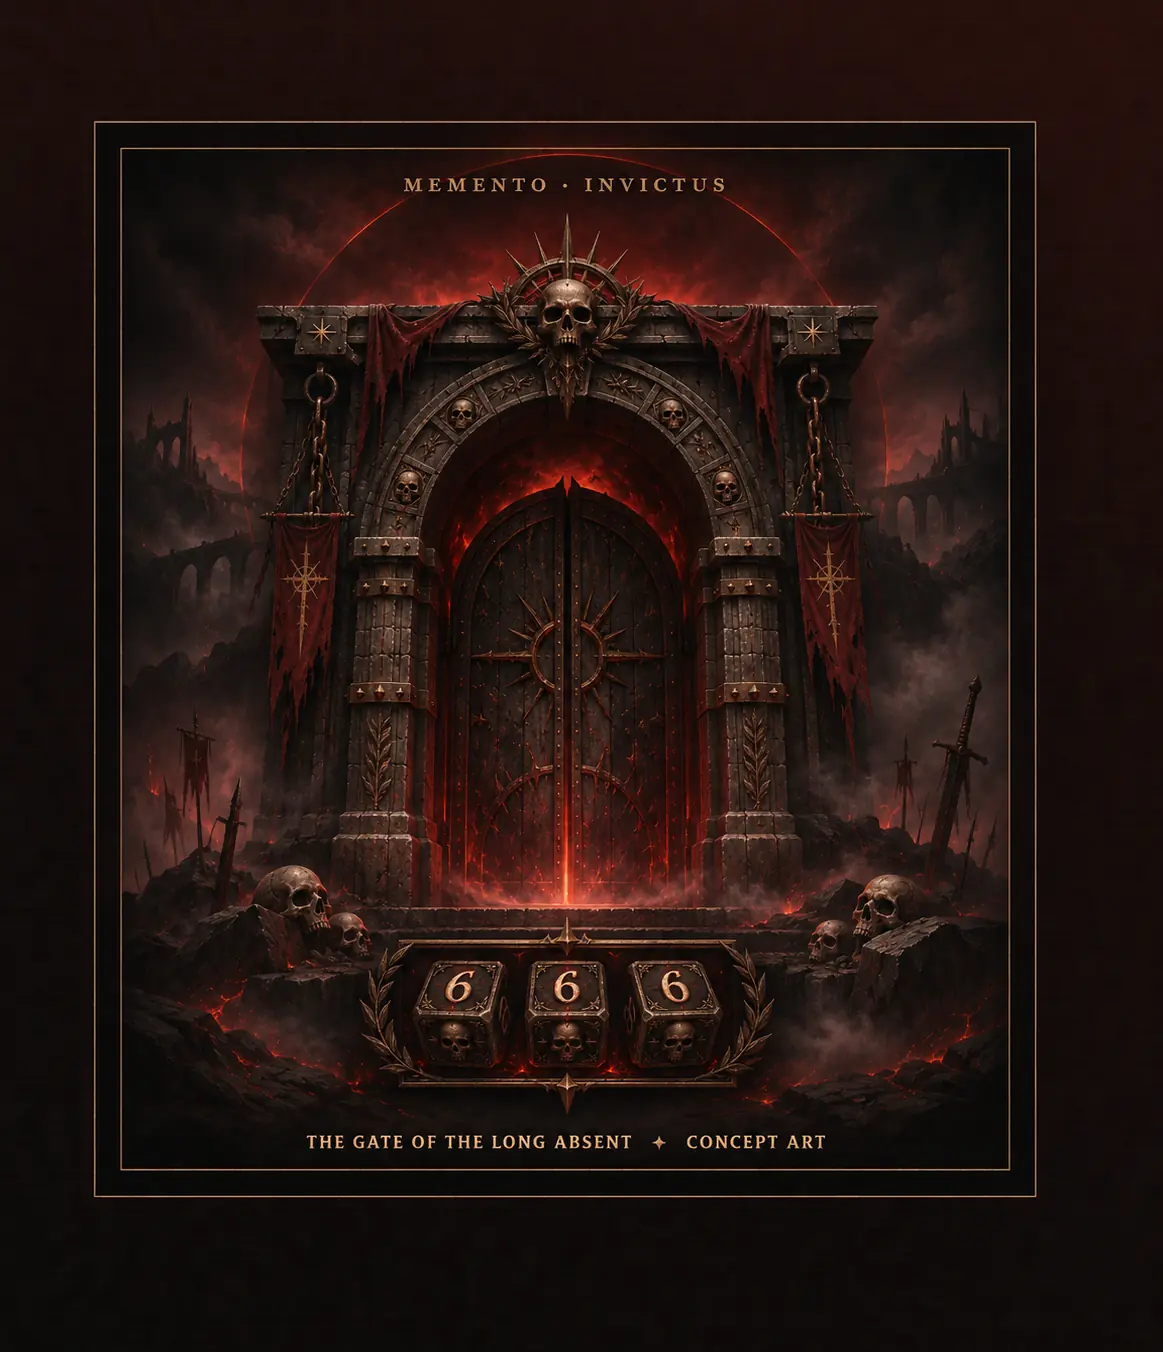 MEMENTO · INVICTUS
6 6 6
THE GATE OF THE LONG ABSENT ✦ CONCEPT ART